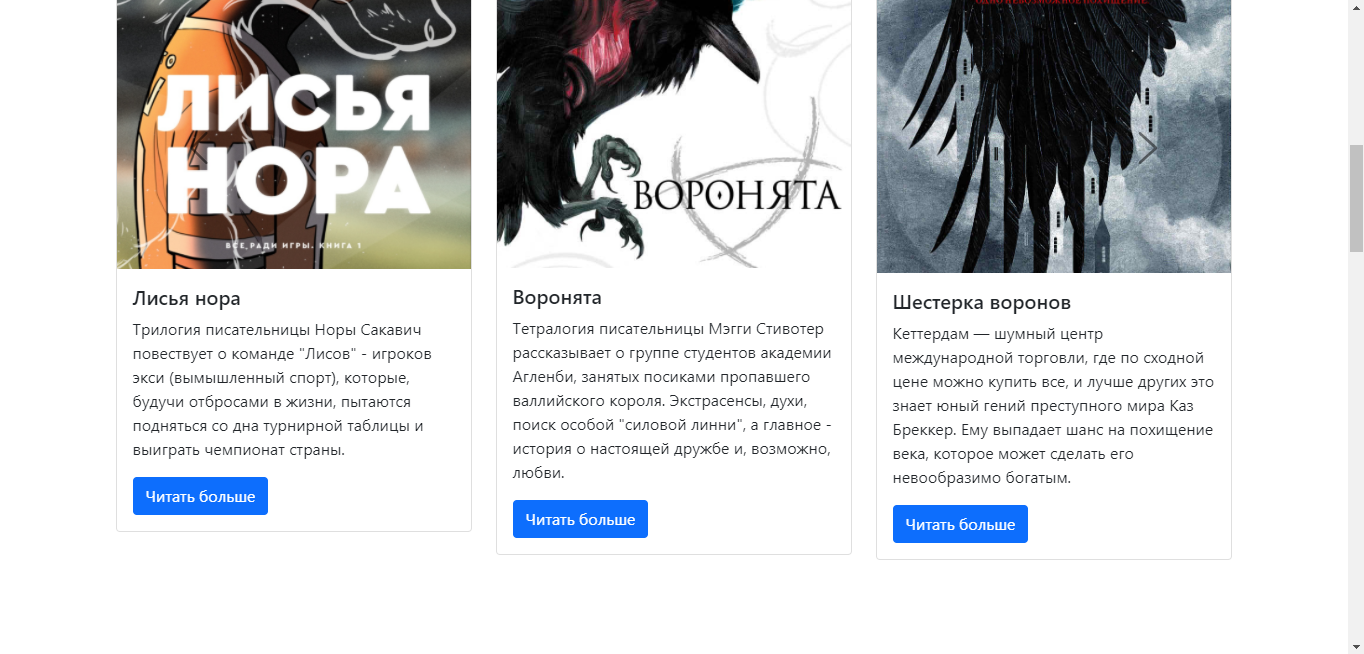 ОДНО НЕВОЗМОЖНОЕ ПОХИЩЕНИЕ
ЛИСЬЯ
НОРА
ВСЕ РАДИ ИГРЫ. КНИГА 1
ВОРОНЯТА
Лисья нора
Трилогия писательницы Норы Сакавич
повествует о команде "Лисов" - игроков
экси (вымышленный спорт), которые,
будучи отбросами в жизни, пытаются
подняться со дна турнирной таблицы и
выиграть чемпионат страны.
Читать больше
Воронята
Тетралогия писательницы Мэгги Стивотер
рассказывает о группе студентов академии
Агленби, занятых посиками пропавшего
валлийского короля. Экстрасенсы, духи,
поиск особой "силовой линни", а главное -
история о настоящей дружбе и, возможно,
любви.
Читать больше
Шестерка воронов
Кеттердам — шумный центр
международной торговли, где по сходной
цене можно купить все, и лучше других это
знает юный гений преступного мира Каз
Бреккер. Ему выпадает шанс на похищение
века, которое может сделать его
невообразимо богатым.
Читать больше